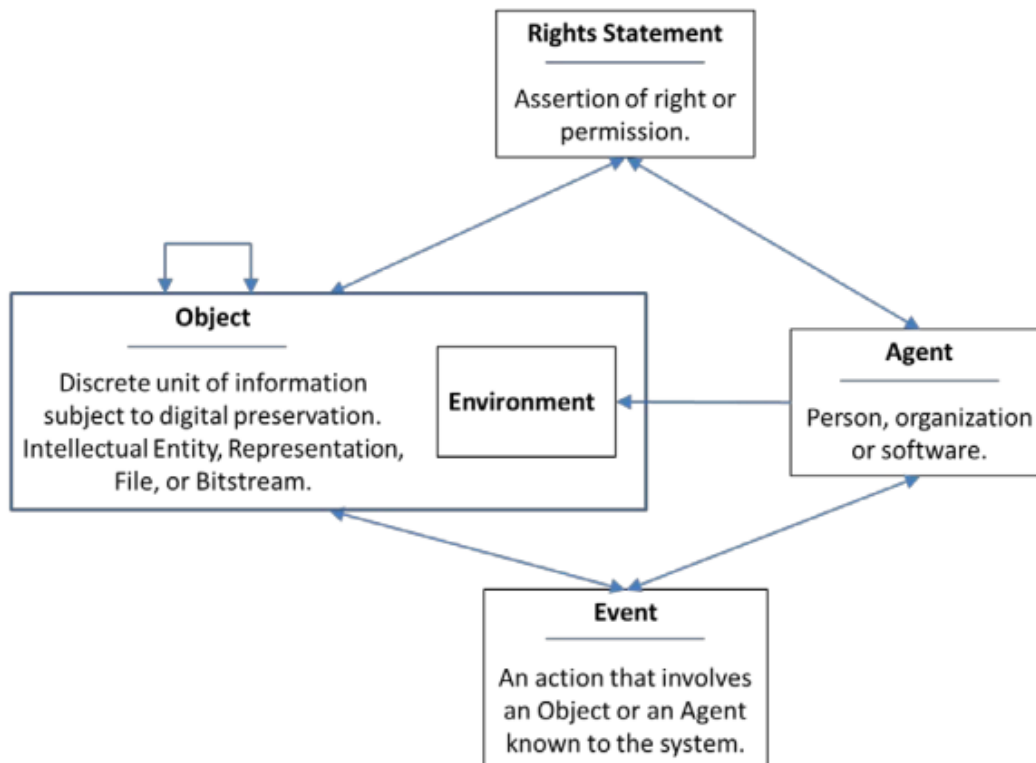 Rights Statement
Assertion of right or
permission.
Object
Discrete unit of information
subject to digital preservation.
Intellectual Entity, Representation,
File, or Bitstream.
Environment
Agent
Person, organization
or software.
Event
An action that involves
an Object or an Agent
known to the system.